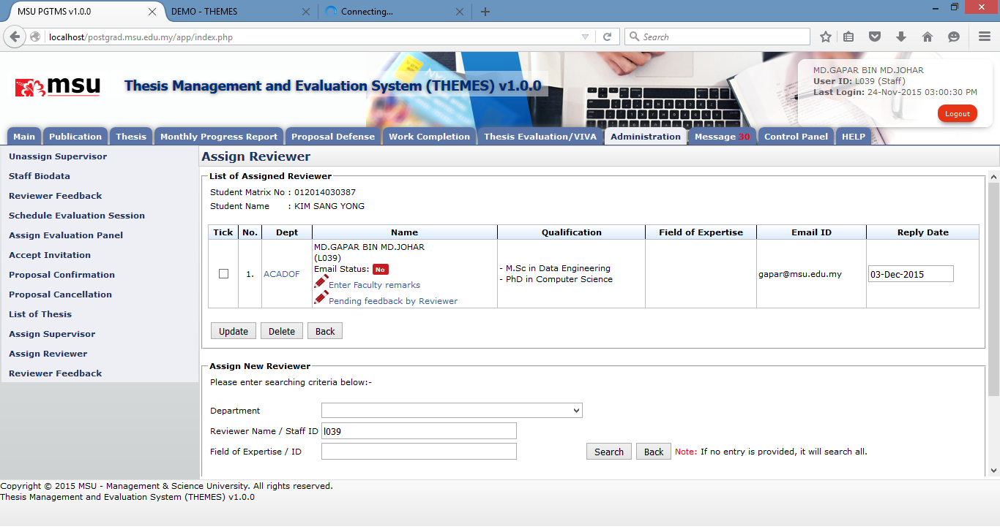 MSU PGTMS v1.0.0
DEMO - THEMES
Connecting...
localhost/postgrad.msu.edu.my/app/index.php
Search
msu
Thesis Management and Evaluation System (THEMES) v1.0.0
MD.GAPAR BIN MD.JOHAR
User ID: L039 (Staff)
Last Login: 24-Nov-2015 03:00:30 PM
Logout
Main Publication Thesis Monthly Progress Report Proposal Defense Work Completion Thesis Evaluation/VIVA Administration Message 30 Control Panel HELP
Unassign Supervisor
Staff Biodata
Reviewer Feedback
Schedule Evaluation Session
Assign Evaluation Panel
Accept Invitation
Proposal Confirmation
Proposal Cancellation
List of Thesis
Assign Supervisor
Assign Reviewer
Reviewer Feedback
Assign Reviewer
List of Assigned Reviewer
Student Matrix No : 012014030387
Student Name : KIM SANG YONG
Tick No. Dept Name Qualification Field of Expertise Email ID Reply Date
1. ACADOF
MD.GAPAR BIN MD.JOHAR
(L039)
Email Status: No
Enter Faculty remarks
Pending feedback by Reviewer
- M.Sc in Data Engineering
- PhD in Computer Science
gapar@msu.edu.my
03-Dec-2015
Update Delete Back
Assign New Reviewer
Please enter searching criteria below:-
Department
Reviewer Name / Staff ID l039
Field of Expertise / ID
Search Back Note: If no entry is provided, it will search all.
Copyright © 2015 MSU - Management & Science University. All rights reserved.
Thesis Management and Evaluation System (THEMES) v1.0.0